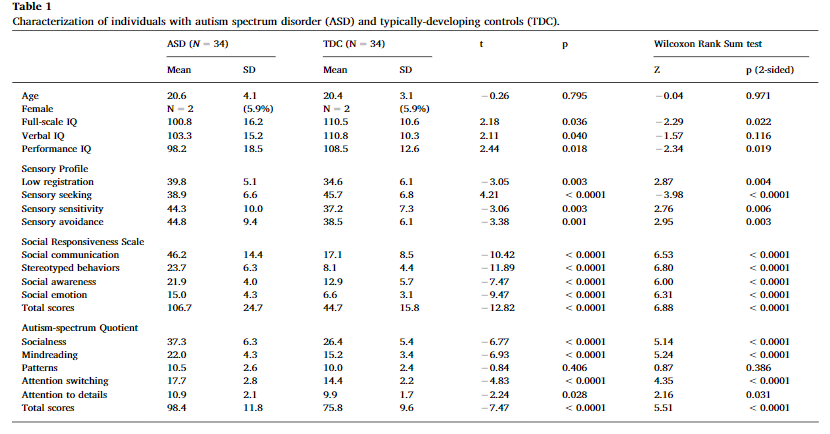 Table 1
Characterization of individuals with autism spectrum disorder (ASD) and typically-developing controls (TDC).
ASD (N = 34) TDC (N = 34) t p Wilcoxon Rank Sum test
Mean SD Mean SD Z p (2-sided)
Age 20.6 4.1 20.4 3.1 −0.26 0.795 −0.04 0.971
Female N = 2 (5.9%) N = 2 (5.9%)
Full-scale IQ 100.8 16.2 110.5 10.6 2.18 0.036 −2.29 0.022
Verbal IQ 103.3 15.2 110.8 10.3 2.11 0.040 −1.57 0.116
Performance IQ 98.2 18.5 108.5 12.6 2.44 0.018 −2.34 0.019
Sensory Profile
Low registration 39.8 5.1 34.6 6.1 −3.05 0.003 2.87 0.004
Sensory seeking 38.9 6.6 45.7 6.8 4.21 < 0.0001 −3.98 < 0.0001
Sensory sensitivity 44.3 10.0 37.2 7.3 −3.06 0.003 2.76 0.006
Sensory avoidance 44.8 9.4 38.5 6.1 −3.38 0.001 2.95 0.003
Social Responsiveness Scale
Social communication 46.2 14.4 17.1 8.5 −10.42 < 0.0001 6.53 < 0.0001
Stereotyped behaviors 23.7 6.3 8.1 4.4 −11.89 < 0.0001 6.80 < 0.0001
Social awareness 21.9 4.0 12.9 5.7 −7.47 < 0.0001 6.00 < 0.0001
Social emotion 15.0 4.3 6.6 3.1 −9.47 < 0.0001 6.31 < 0.0001
Total scores 106.7 24.7 44.7 15.8 −12.82 < 0.0001 6.88 < 0.0001
Autism-spectrum Quotient
Socialness 37.3 6.3 26.4 5.4 −6.77 < 0.0001 5.14 < 0.0001
Mindreading 22.0 4.3 15.2 3.4 −6.93 < 0.0001 5.24 < 0.0001
Patterns 10.5 2.6 10.0 2.4 −0.84 0.406 0.87 0.386
Attention switching 17.7 2.8 14.4 2.2 −4.83 < 0.0001 4.35 < 0.0001
Attention to details 10.9 2.1 9.9 1.7 −2.24 0.028 2.16 0.031
Total scores 98.4 11.8 75.8 9.6 −7.47 < 0.0001 5.51 < 0.0001